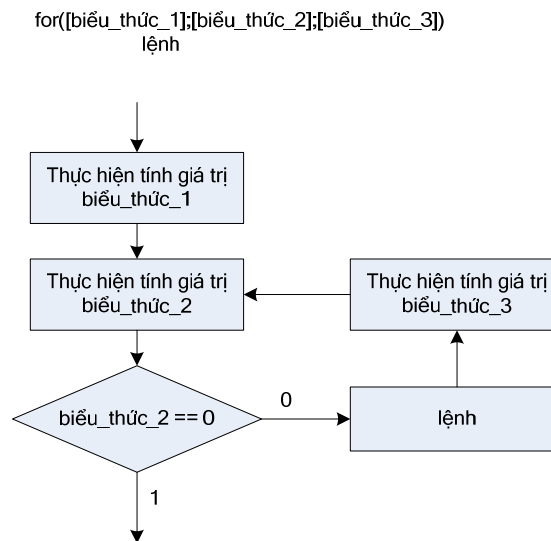 for([biểu_thức_1];[biểu_thức_2];[biểu_thức_3])
lệnh
Thực hiện tính giá trị
biểu_thức_1
Thực hiện tính giá trị
biểu_thức_2
Thực hiện tính giá trị
biểu_thức_3
biểu_thức_2 == 0
0
lệnh
1